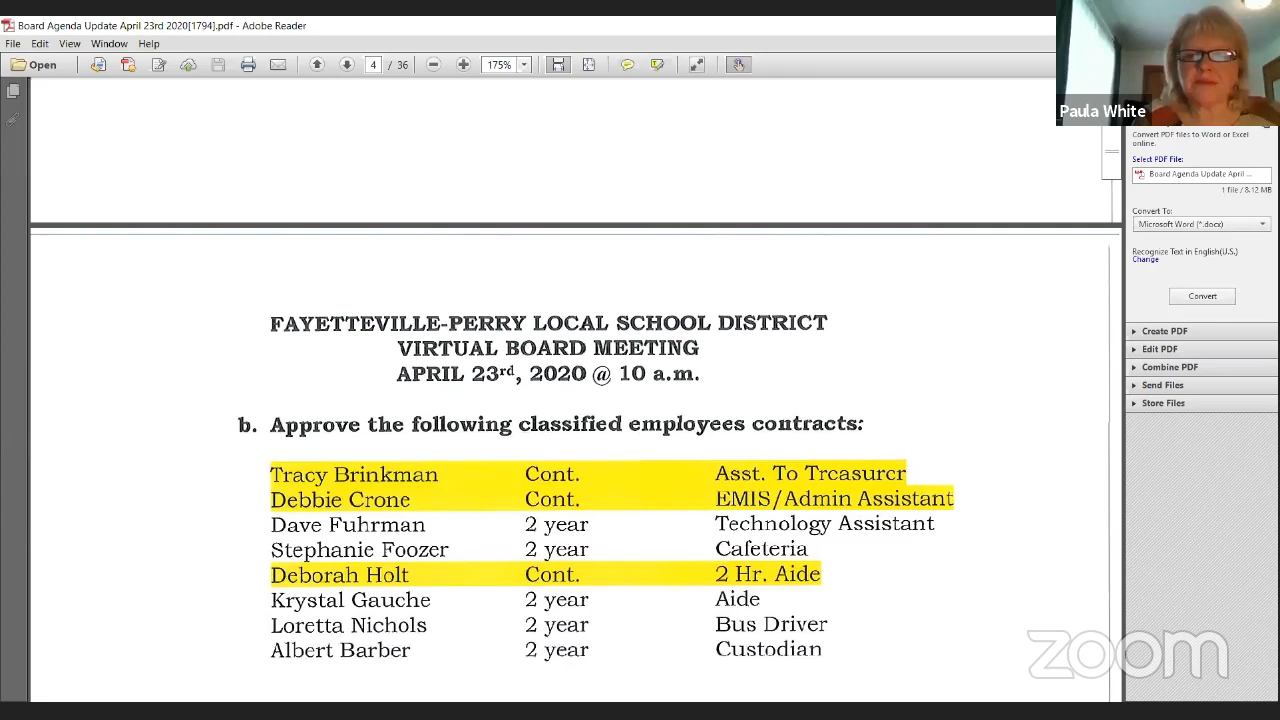 Board Agenda Update April 23rd 2020[1794].pdf - Adobe Reader
File Edit View Window Help
Open 4 / 36 175%
Paula White
Convert PDF files to Word or Excel
online.
Select PDF File:
Board Agenda Update April ...
1 file / 8.12 MB
Convert To:
Microsoft Word (*.docx)
Recognize Text in English(U.S.)
Change
Convert
Create PDF
Edit PDF
Combine PDF
Send Files
Store Files
FAYETTEVILLE-PERRY LOCAL SCHOOL DISTRICT
VIRTUAL BOARD MEETING
APRIL 23rd, 2020 @ 10 a.m.
b. Approve the following classified employees contracts:
Tracy Brinkman Cont. Asst. To Treasurer
Debbie Crone Cont. EMIS/Admin Assistant
Dave Fuhrman 2 year Technology Assistant
Stephanie Foozer 2 year Cafeteria
Deborah Holt Cont. 2 Hr. Aide
Krystal Gauche 2 year Aide
Loretta Nichols 2 year Bus Driver
Albert Barber 2 year Custodian
zoom